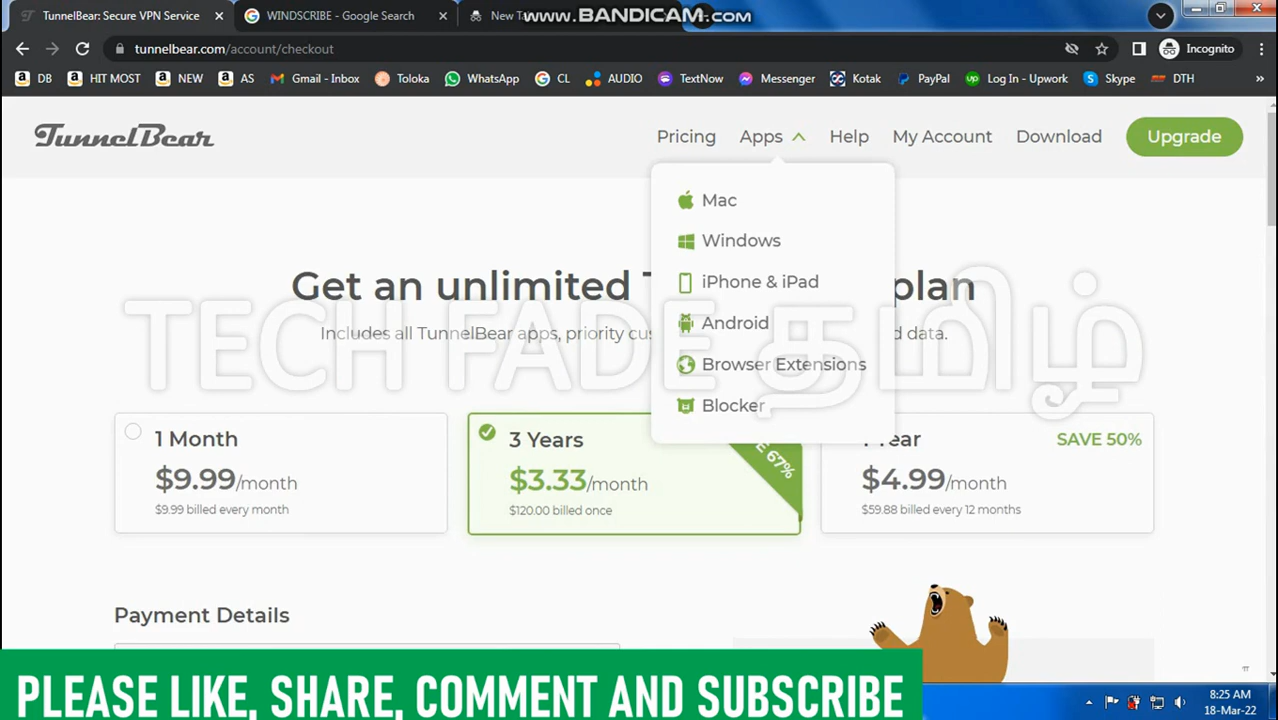 TunnelBear: Secure VPN Service
WINDSCRIBE - Google Search
New Ta
www.BANDICAM.com
tunnelbear.com/account/checkout
Incognito
DB
HIT MOST
NEW
AS
Gmail - Inbox
Toloka
WhatsApp
CL
AUDIO
TextNow
Messenger
Kotak
PayPal
Log In - Upwork
Skype
DTH
TunnelBear
Pricing
Apps
Help
My Account
Download
Upgrade
Mac
Windows
iPhone & iPad
Android
Browser Extensions
Blocker
Get an unlimited T plan
Includes all TunnelBear apps, priority cus d data.
TECH FADE தமிழ்
1 Month
$9.99/month
$9.99 billed every month
3 Years
$3.33/month
$120.00 billed once
E 67%
1 Year
SAVE 50%
$4.99/month
$59.88 billed every 12 months
Payment Details
PLEASE LIKE, SHARE, COMMENT AND SUBSCRIBE
8:25 AM
18-Mar-22